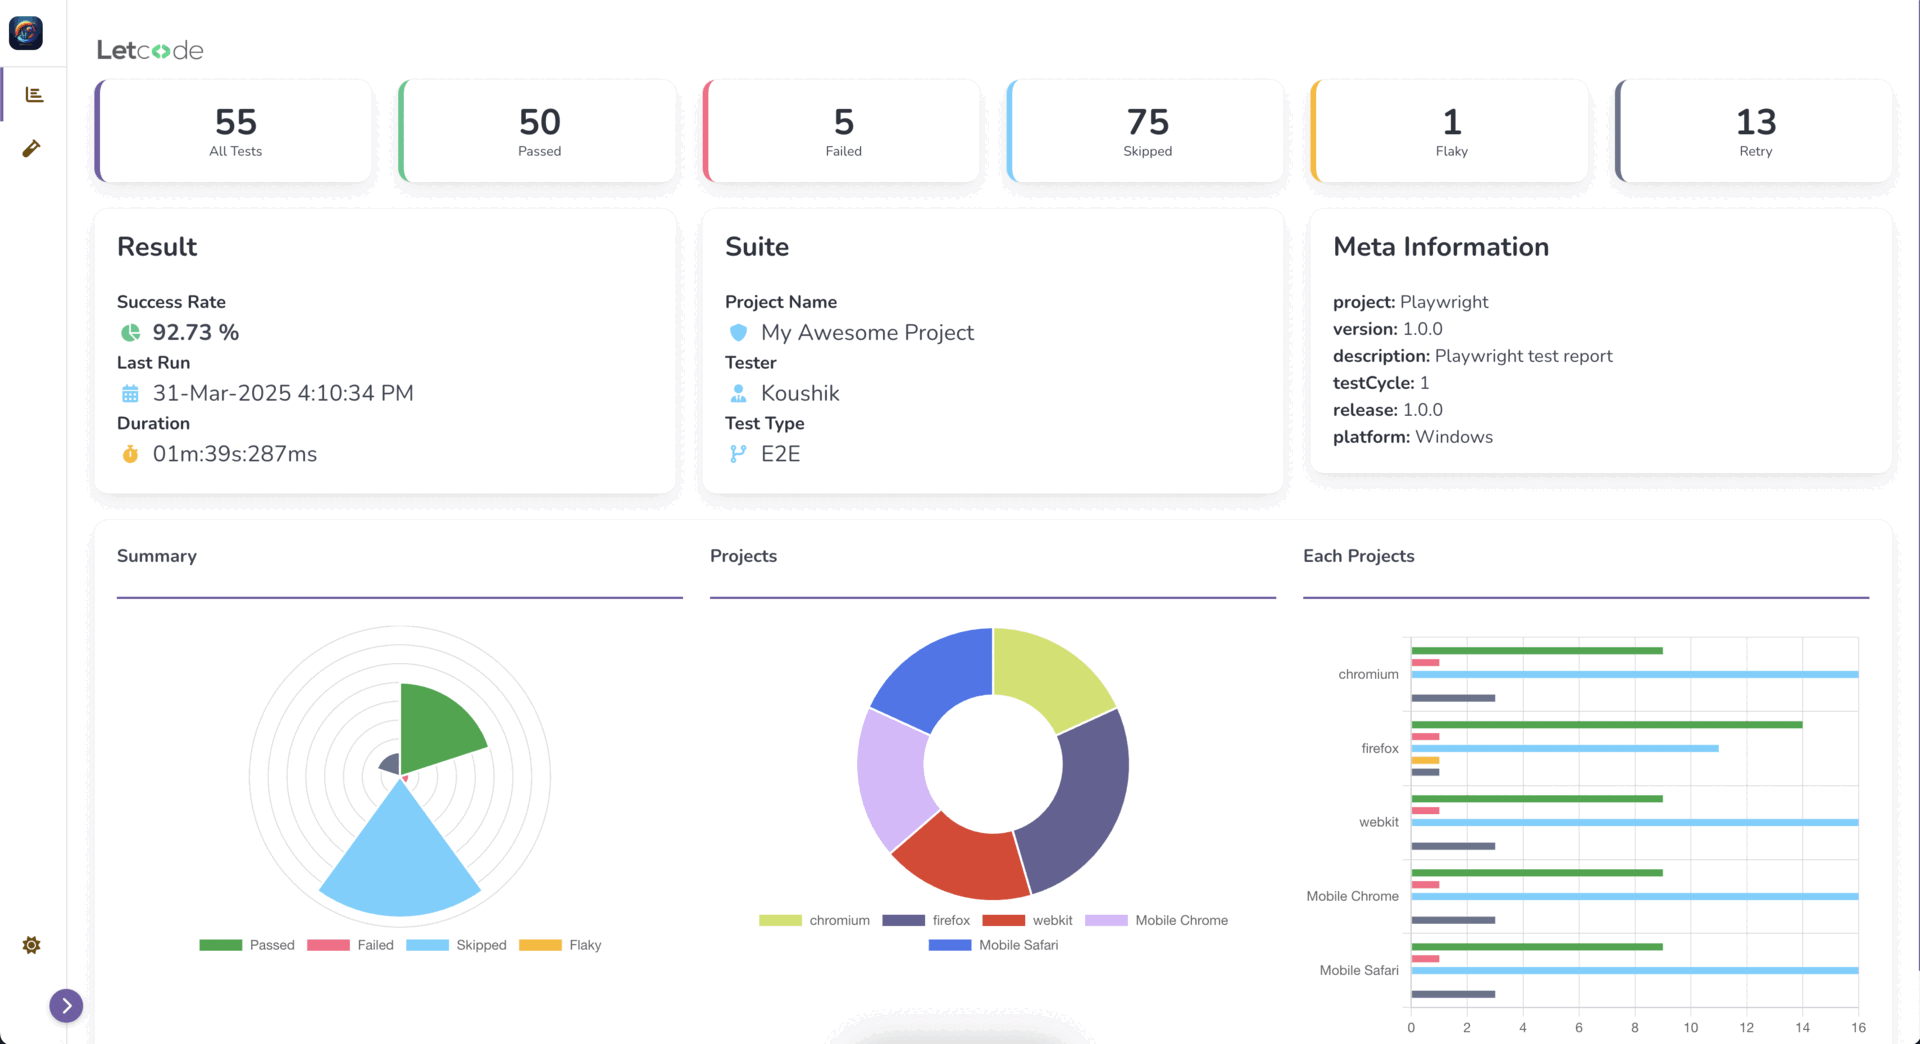 Letcode
55
All Tests
50
Passed
5
Failed
75
Skipped
1
Flaky
13
Retry
Result
Success Rate
92.73 %
Last Run
31-Mar-2025 4:10:34 PM
Duration
01m:39s:287ms
Suite
Project Name
My Awesome Project
Tester
Koushik
Test Type
E2E
Meta Information
project: Playwright
version: 1.0.0
description: Playwright test report
testCycle: 1
release: 1.0.0
platform: Windows
Summary
Passed Failed Skipped Flaky
Projects
chromium firefox webkit Mobile Chrome
Mobile Safari
Each Projects
chromium
firefox
webkit
Mobile Chrome
Mobile Safari
0 2 4 6 8 10 12 14 16